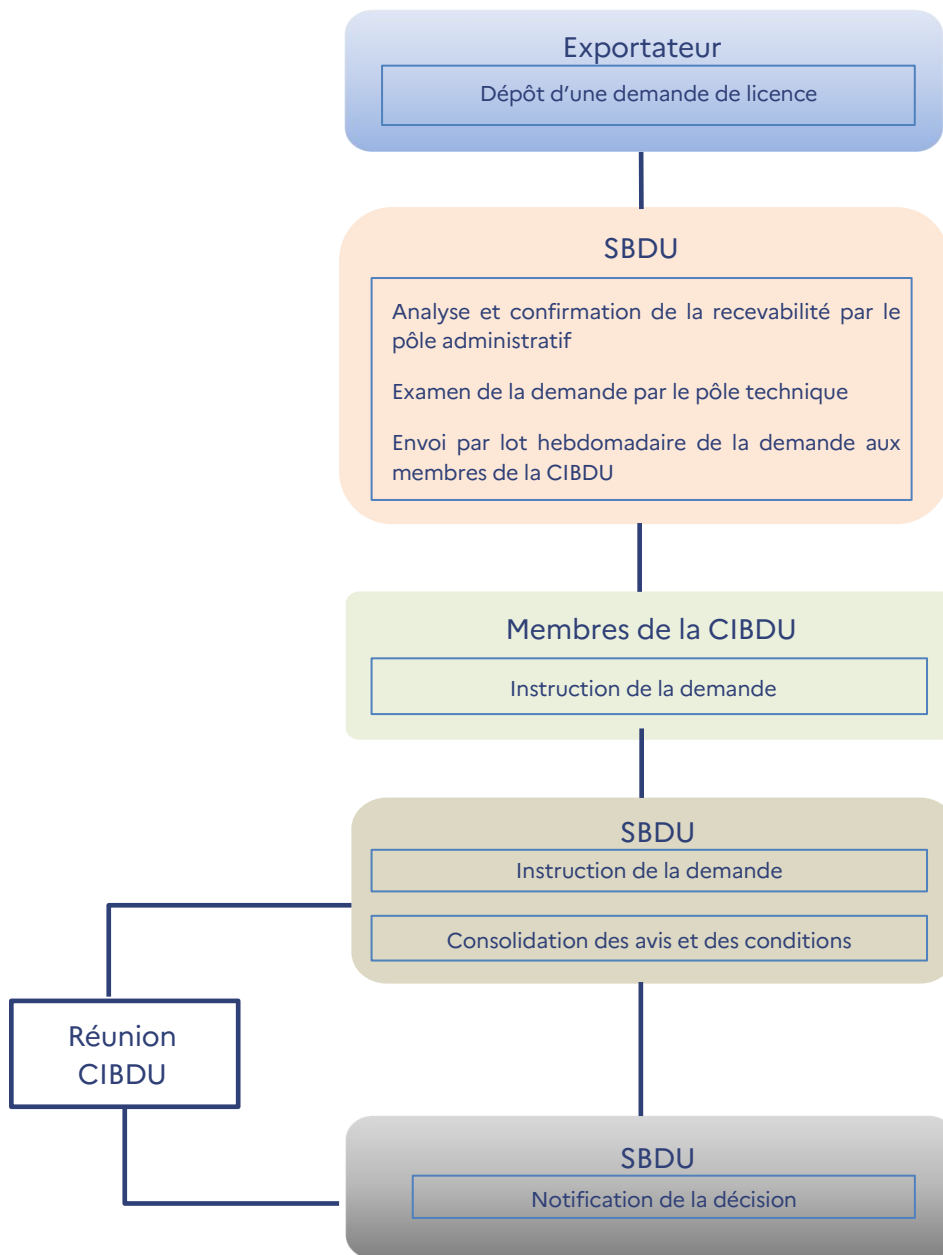 Exportateur
Dépôt d’une demande de licence
SBDU
Analyse et confirmation de la recevabilité par le
pôle administratif
Examen de la demande par le pôle technique
Envoi par lot hebdomadaire de la demande aux
membres de la CIBDU
Membres de la CIBDU
Instruction de la demande
SBDU
Instruction de la demande
Consolidation des avis et des conditions
Réunion
CIBDU
SBDU
Notification de la décision